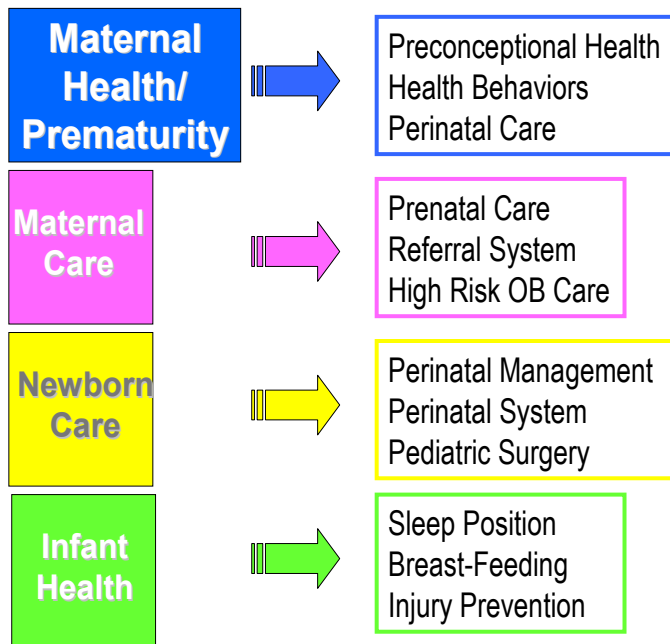 Maternal
Health/
Prematurity
Preconceptional Health
Health Behaviors
Perinatal Care
Maternal
Care
Prenatal Care
Referral System
High Risk OB Care
Newborn
Care
Perinatal Management
Perinatal System
Pediatric Surgery
Infant
Health
Sleep Position
Breast-Feeding
Injury Prevention